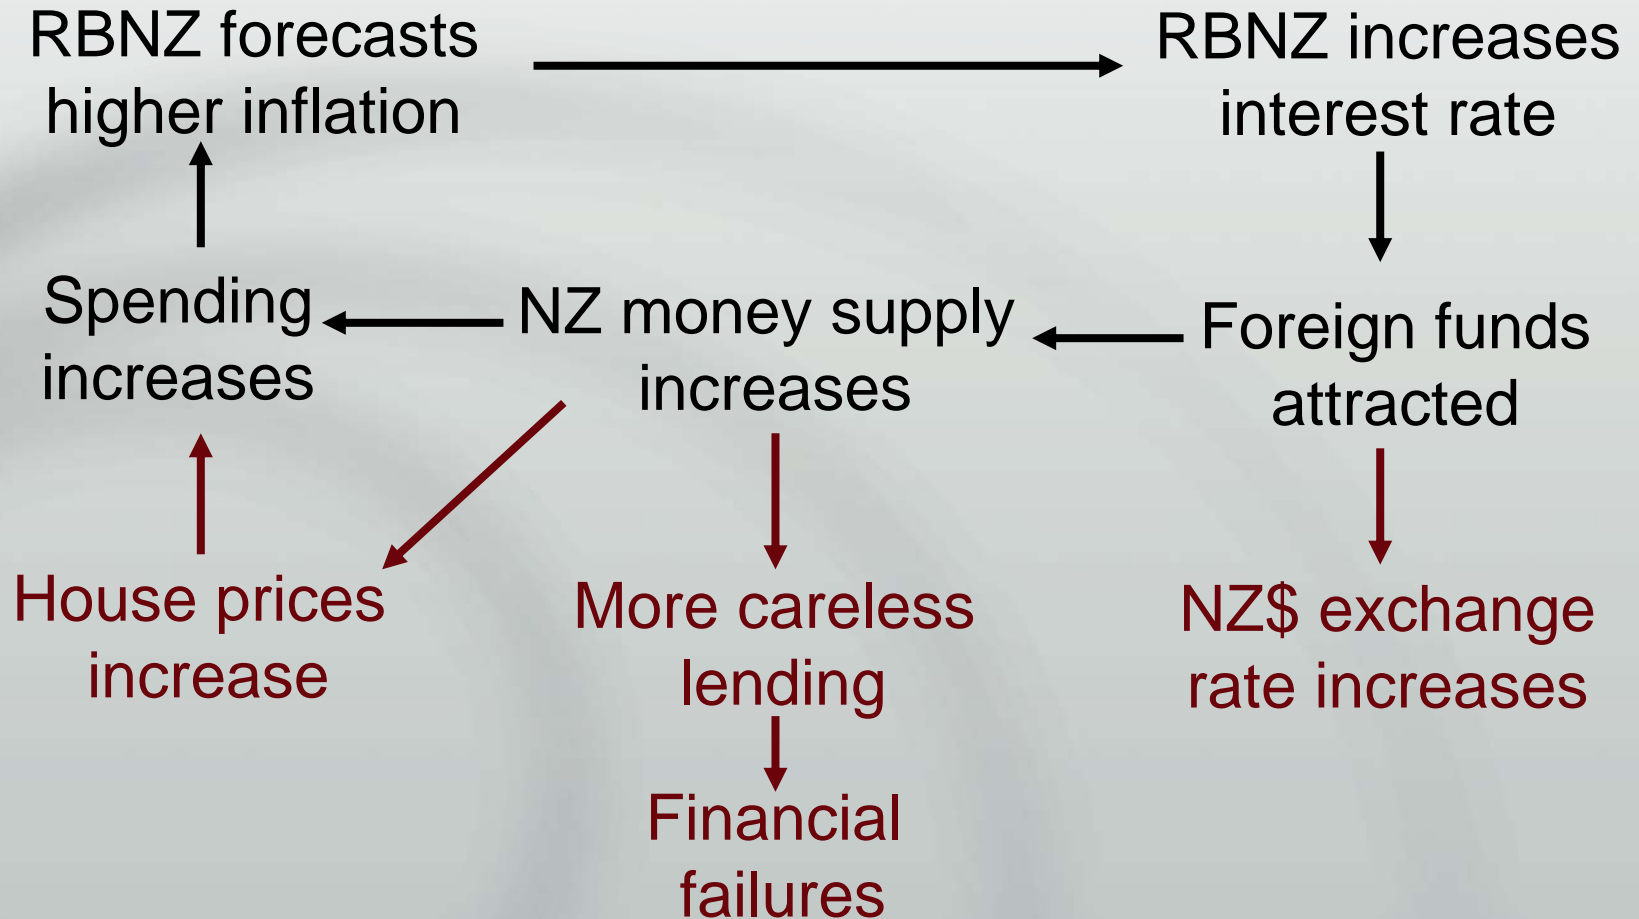 RBNZ forecasts
higher inflation
RBNZ increases
interest rate
Spending
increases
NZ money supply
increases
Foreign funds
attracted
House prices
increase
More careless
lending
NZ$ exchange
rate increases
Financial
failures